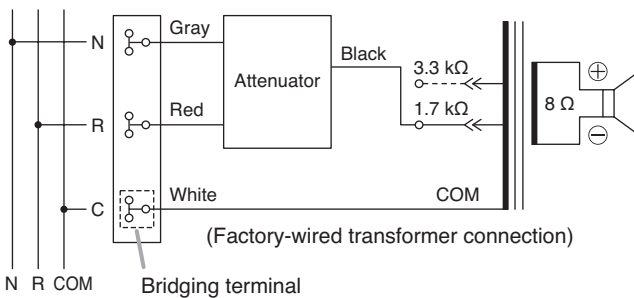 N
Gray
Attenuator
Black
3.3 kΩ
1.7 kΩ
8 Ω
⊕
⊖
R
Red
C
White
COM
(Factory-wired transformer connection)
N R COM
Bridging terminal